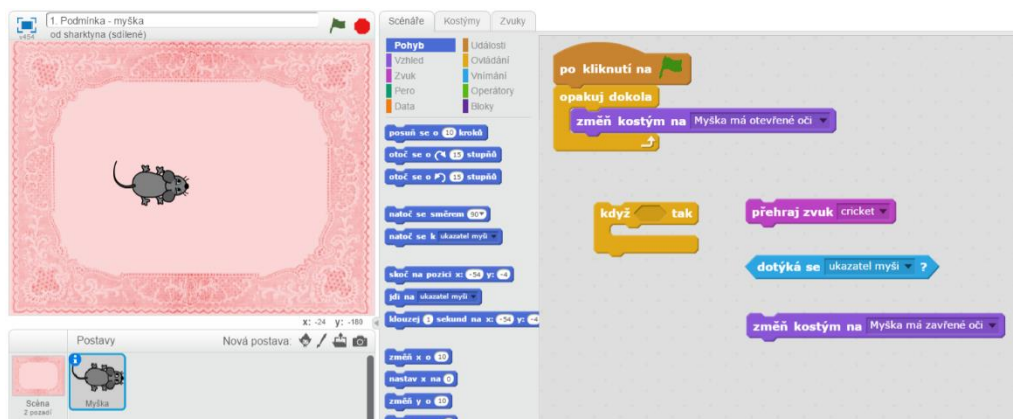 1. Podmínka - myška
od sharktyna (sdílené)
v454
Scénáře
Kostýmy
Zvuky
Pohyb
Události
Vzhled
Ovládání
Zvuk
Vnímání
Pero
Operátory
Data
Bloky
posuň se o 10 kroků
otoč se o 15 stupňů
otoč se o 15 stupňů
natoč se směrem 90
natoč se k ukazatel myši
skoč na pozici x: -54 y: -4
jdi na ukazatel myši
klouzej 1 sekund na x: -54 y: -4
změň x o 10
nastav x na 0
změň y o 10
po kliknutí na
opakuj dokola
změň kostým na Myška má otevřené oči
když tak
přehraj zvuk cricket
dotýká se ukazatel myši ?
změň kostým na Myška má zavřené oči
x: -24 y: -180
Postavy
Nová postava:
Scéna
2 pozadí
Myška